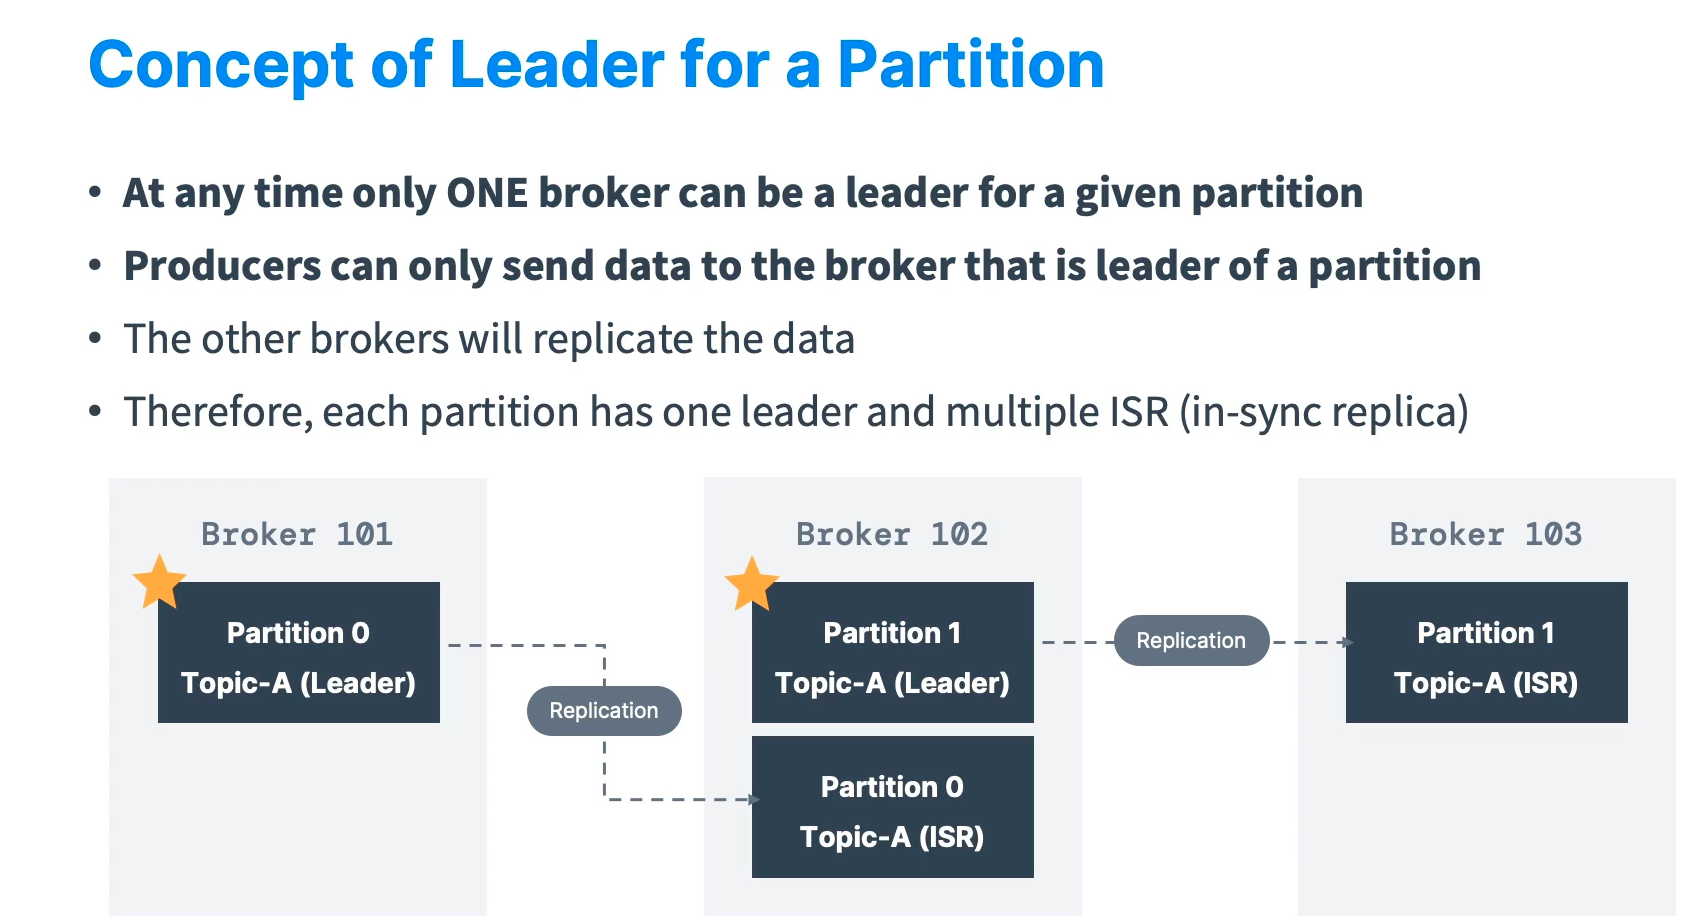 Concept of Leader for a Partition
• At any time only ONE broker can be a leader for a given partition
• Producers can only send data to the broker that is leader of a partition
• The other brokers will replicate the data
• Therefore, each partition has one leader and multiple ISR (in-sync replica)
Broker 101
Partition 0
Topic-A (Leader)
Replication
Broker 102
Partition 1
Topic-A (Leader)
Partition 0
Topic-A (ISR)
Replication
Broker 103
Partition 1
Topic-A (ISR)